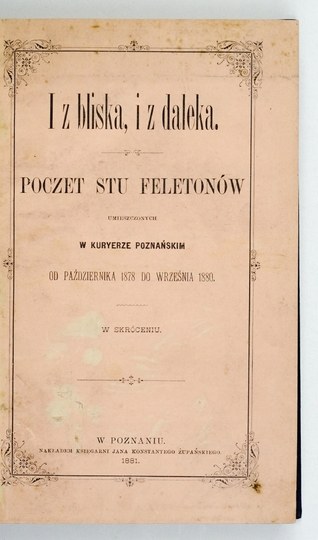 I z bliska, i z daleka.
POCZET STU FELETONÓW
UMIESZCZONYCH
W KURYERZE POZNAŃSKIM
OD PAŹDZIERNIKA 1878 DO WRZEŚNIA 1880.
W SKRÓCENIU.
W POZNANIU.
NAKŁADEM KSIĘGARNI JANA KONSTANTEGO ŻUPAŃSKIEGO.
1881.